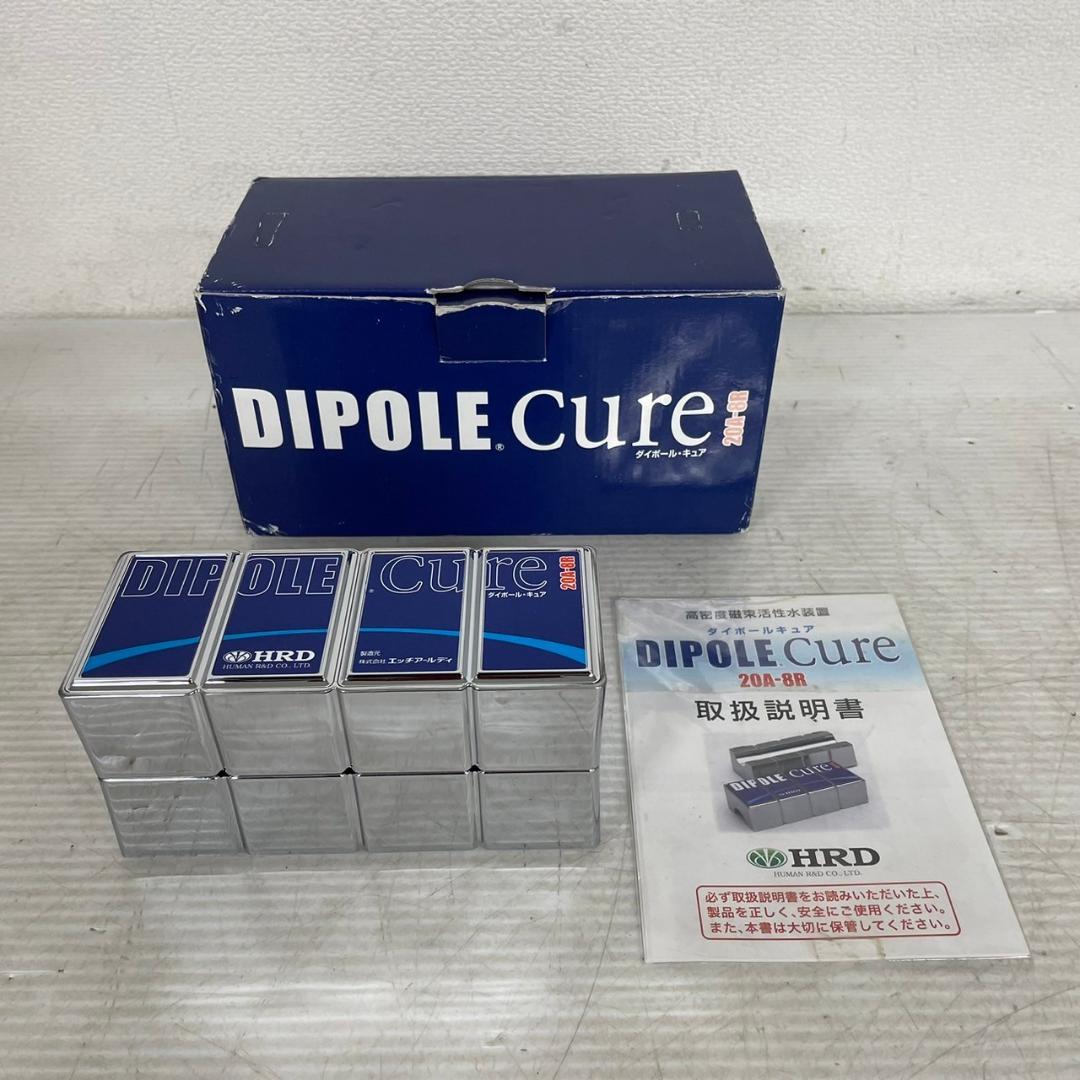 DIPOLE® Cure 20A-8R
ダイポール・キュア
DIPOLE® Cure 20A-8R
ダイポール・キュア
HRD
HUMAN R&D CO., LTD.
製造元
株式会社 エッチアールディ
高密度磁束活性水装置
ダイポールキュア
DIPOLE Cure
20A-8R
取扱説明書
DIPOLE Cure
HRD
HRD
HUMAN R&D CO., LTD.
必ず取扱説明書をお読みいただいた上、
製品を正しく、安全にご使用ください。
また、本書は大切に保管してください。